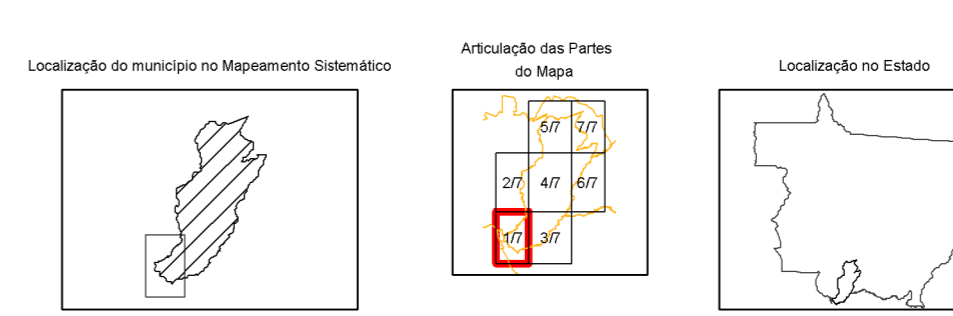 Articulação das Partes
do Mapa
Localização do município no Mapeamento Sistemático
Localização no Estado
5/7 7/7
2/7 4/7 6/7
1/7 3/7